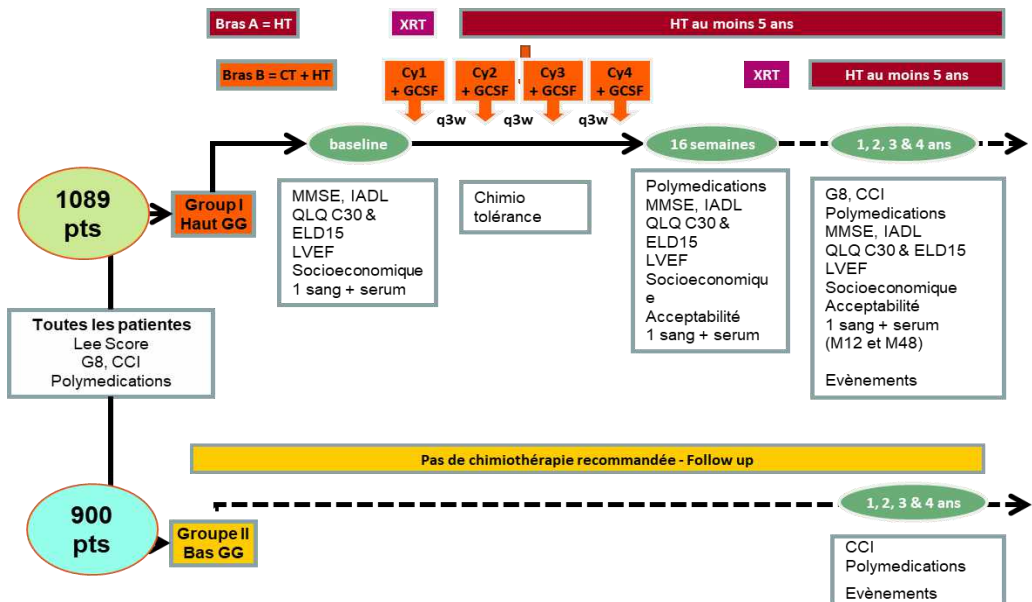 Bras A = HT
XRT
HT au moins 5 ans
Bras B = CT + HT
Cy1
+ GCSF
Cy2
+ GCSF
Cy3
+ GCSF
Cy4
+ GCSF
XRT
HT au moins 5 ans
q3w
q3w
q3w
baseline
16 semaines
1, 2, 3 & 4 ans
1089
pts
Group I
Haut GG
MMSE, IADL
QLQ C30 &
ELD15
LVEF
Socioeconomique
1 sang + serum
Chimio
tolérance
Polymedications
MMSE, IADL
QLQ C30 &
ELD15
LVEF
Socioeconomiqu
e
Acceptabilité
1 sang + serum
G8, CCI
Polymedications
MMSE, IADL
QLQ C30 & ELD15
LVEF
Socioeconomique
Acceptabilité
1 sang + serum
(M12 et M48)
Evènements
Toutes les patientes
Lee Score
G8, CCI
Polymedications
Pas de chimiothérapie recommandée - Follow up
900
pts
Groupe II
Bas GG
1, 2, 3 & 4 ans
CCI
Polymedications
Evènements